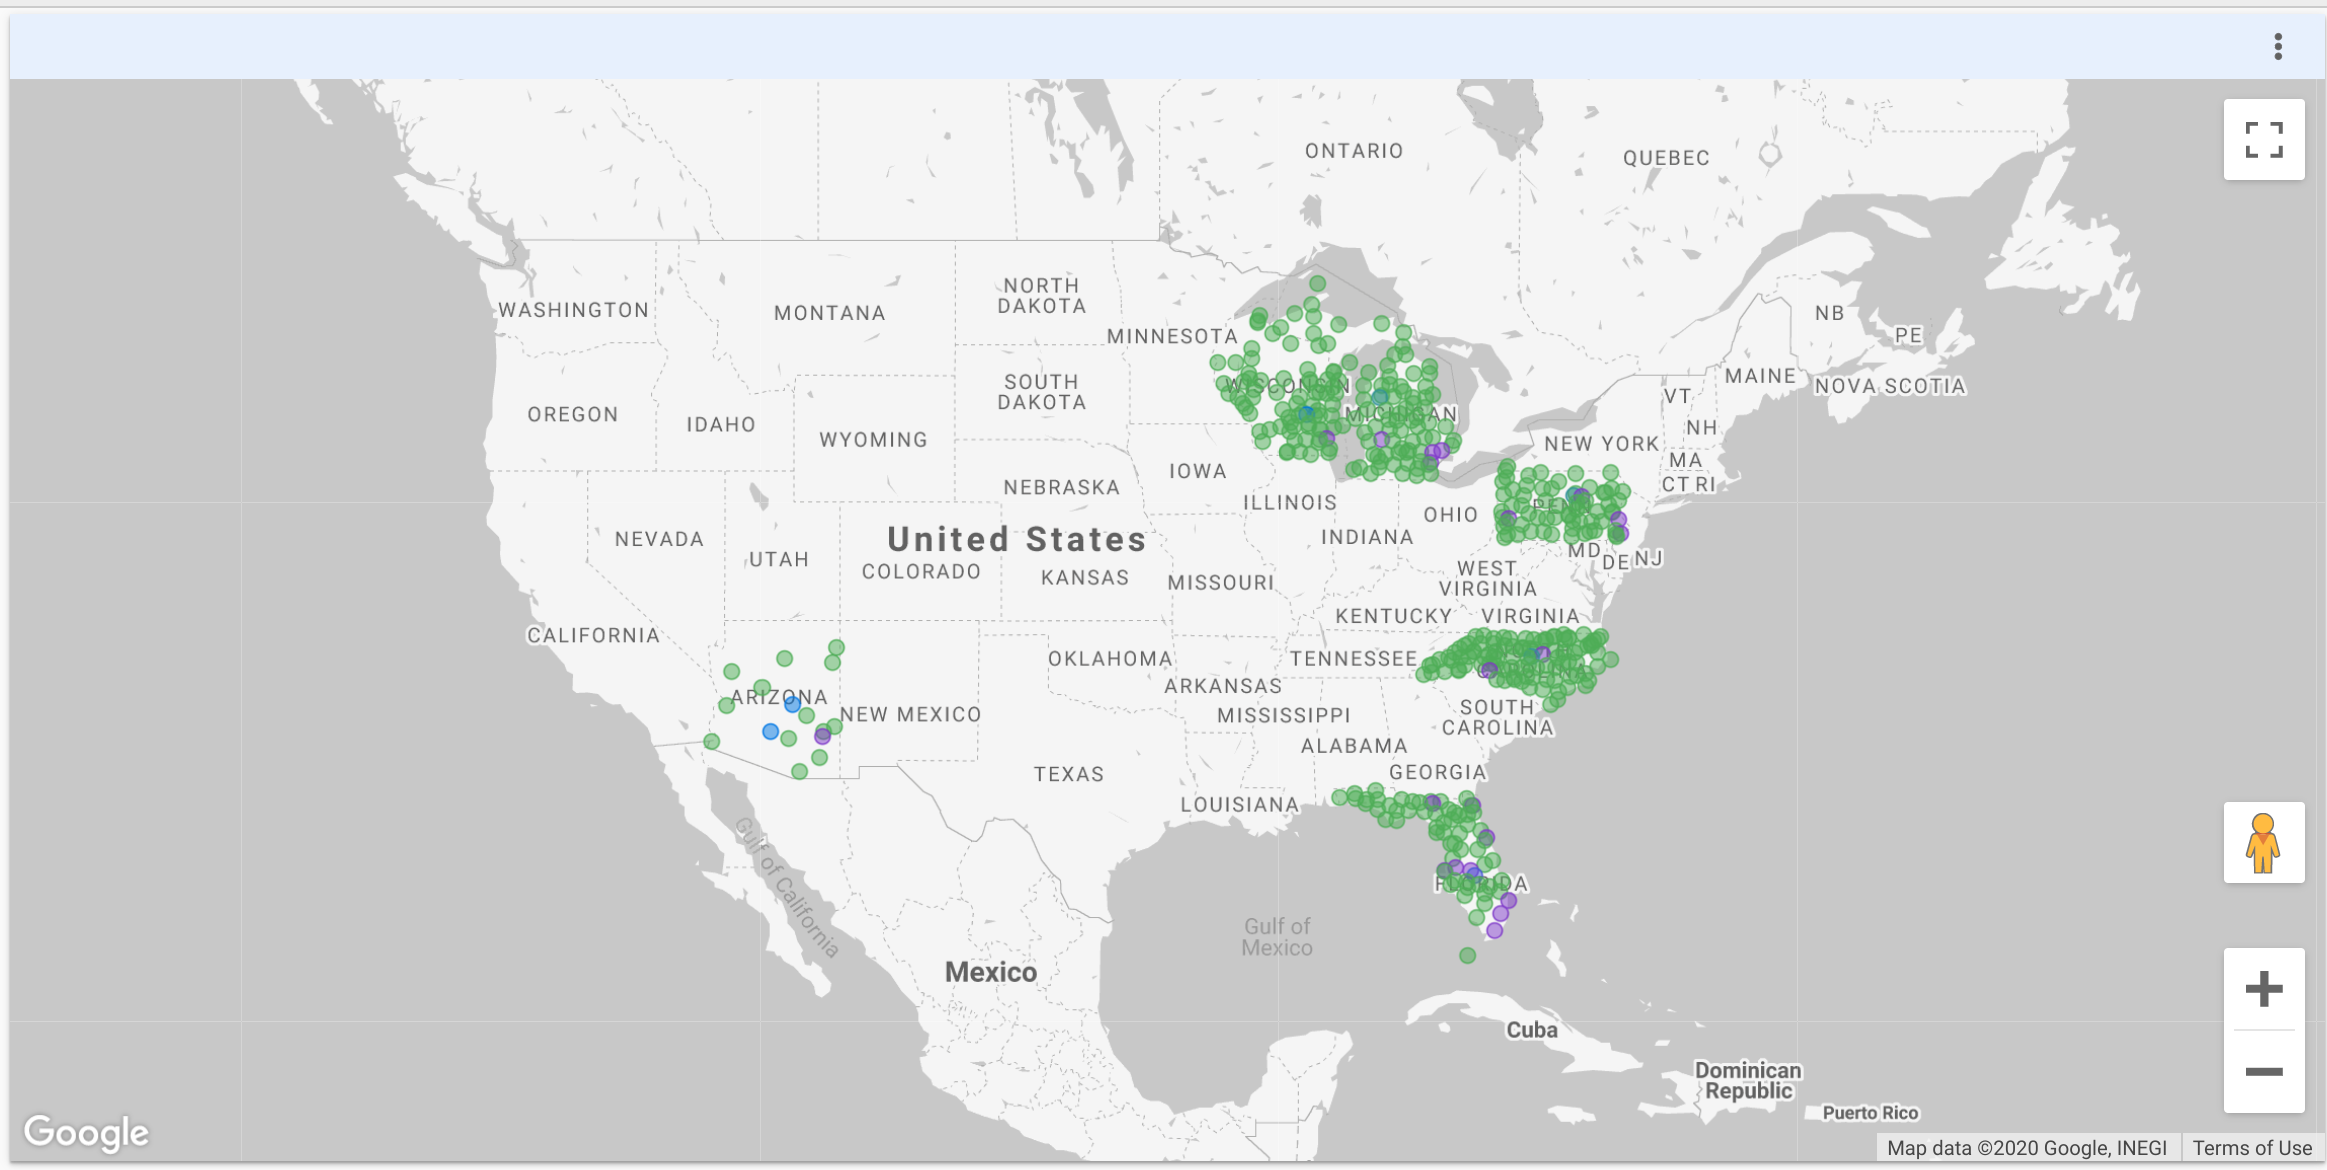 ONTARIO
QUEBEC
WASHINGTON
MONTANA
NORTH
DAKOTA
MINNESOTA
NB
PE
OREGON
IDAHO
SOUTH
DAKOTA
WISCONSIN
MICHIGAN
VT
MAINE
NOVA SCOTIA
WYOMING
NH
NEW YORK
MA
CT RI
IOWA
NEBRASKA
ILLINOIS
OHIO
NEVADA
United States
INDIANA
UTAH
COLORADO
KANSAS
MISSOURI
MD
DE
NJ
WEST
VIRGINIA
KENTUCKY
VIRGINIA
CALIFORNIA
OKLAHOMA
TENNESSEE
ARIZONA
NEW MEXICO
ARKANSAS
MISSISSIPPI
SOUTH
CAROLINA
ALABAMA
GEORGIA
TEXAS
LOUISIANA
Gulf of California
FLORIDA
Gulf of
Mexico
Mexico
Cuba
Dominican
Republic
Puerto Rico
Google
Map data ©2020 Google, INEGI
Terms of Use